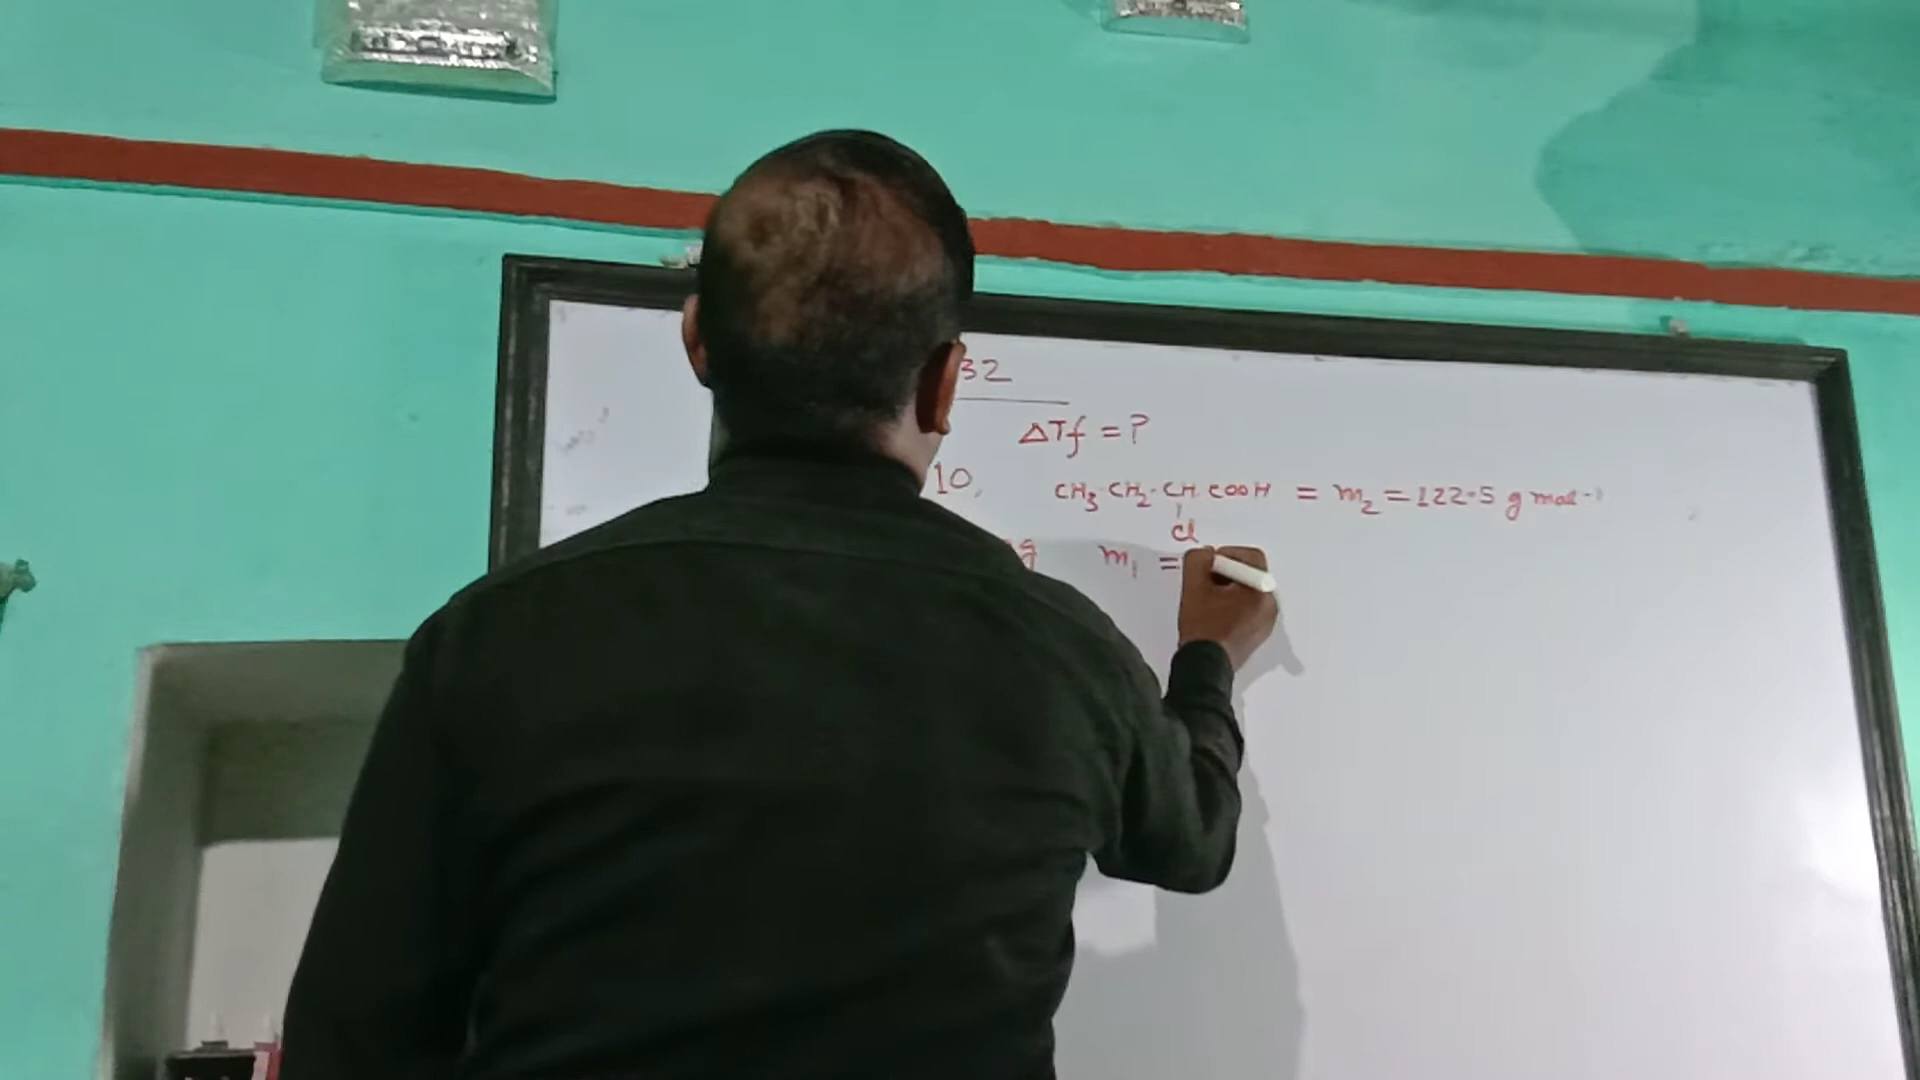 32
ΔTf = ?
10, CH3-CH2-CH COOH = m2 = 122.5 g mol-1
Cl
g m1 =